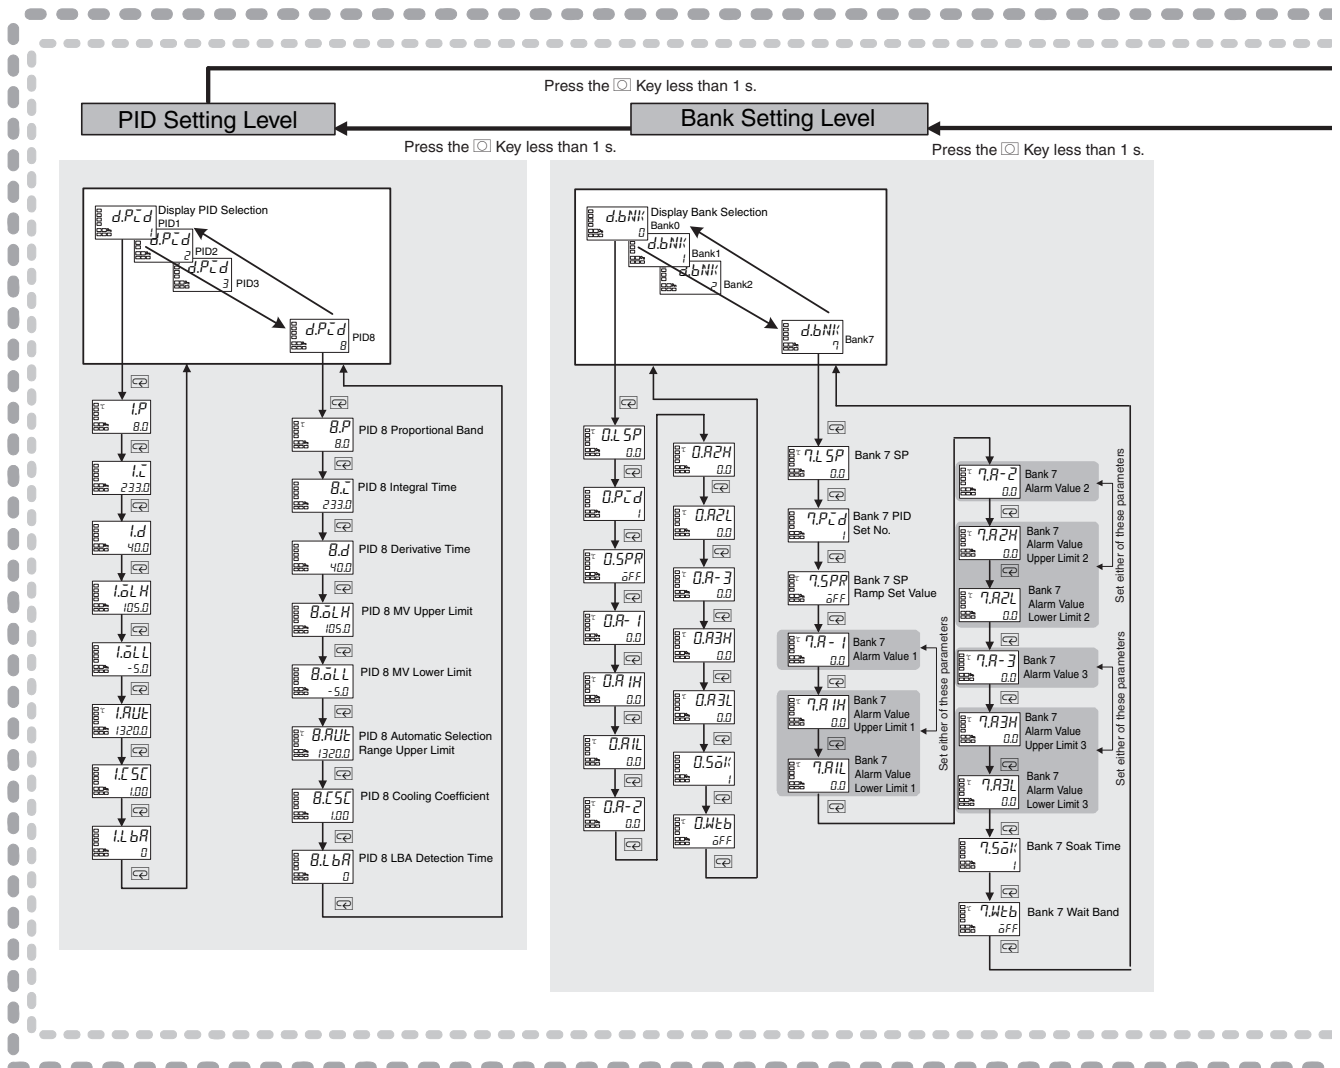 Press the Key less than 1 s.
PID Setting Level
Bank Setting Level
Press the Key less than 1 s.
Press the Key less than 1 s.
d.Pid
1
Display PID Selection
PID1
d.Pid
2
PID2
d.Pid
3
PID3
d.Pid
8
PID8
1.P
8.0
1.i
233.0
1.d
40.0
1.oLH
105.0
1.oLL
-5.0
1.AUt
1320.0
1.CSC
1.00
1.LbA
0
8.P
8.0
PID 8 Proportional Band
8.i
233.0
PID 8 Integral Time
8.d
40.0
PID 8 Derivative Time
8.oLH
105.0
PID 8 MV Upper Limit
8.oLL
-5.0
PID 8 MV Lower Limit
8.AUt
1320.0
PID 8 Automatic Selection
Range Upper Limit
8.CSC
1.00
PID 8 Cooling Coefficient
8.LbA
0
PID 8 LBA Detection Time
d.bNK
0
Display Bank Selection
Bank0
d.bNK
1
Bank1
d.bNK
2
Bank2
d.bNK
7
Bank7
0.LSP
0.0
0.Pid
1
0.SPR
oFF
0.A-1
0.0
0.A1H
0.0
0.A1L
0.0
0.A-2
0.0
0.A2H
0.0
0.A2L
0.0
0.A-3
0.0
0.A3H
0.0
0.A3L
0.0
0.SoK
1
0.Wtb
oFF
7.LSP
0.0
Bank 7 SP
7.Pid
1
Bank 7 PID
Set No.
7.SPR
oFF
Bank 7 SP
Ramp Set Value
7.A-1
0.0
Bank 7
Alarm Value 1
7.A1H
0.0
Bank 7
Alarm Value
Upper Limit 1
7.A1L
0.0
Bank 7
Alarm Value
Lower Limit 1
Set either of these parameters
7.A-2
0.0
Bank 7
Alarm Value 2
7.A2H
0.0
Bank 7
Alarm Value
Upper Limit 2
7.A2L
0.0
Bank 7
Alarm Value
Lower Limit 2
Set either of these parameters
7.A-3
0.0
Bank 7
Alarm Value 3
7.A3H
0.0
Bank 7
Alarm Value
Upper Limit 3
7.A3L
0.0
Bank 7
Alarm Value
Lower Limit 3
Set either of these parameters
7.SoK
1
Bank 7 Soak Time
7.Wtb
oFF
Bank 7 Wait Band